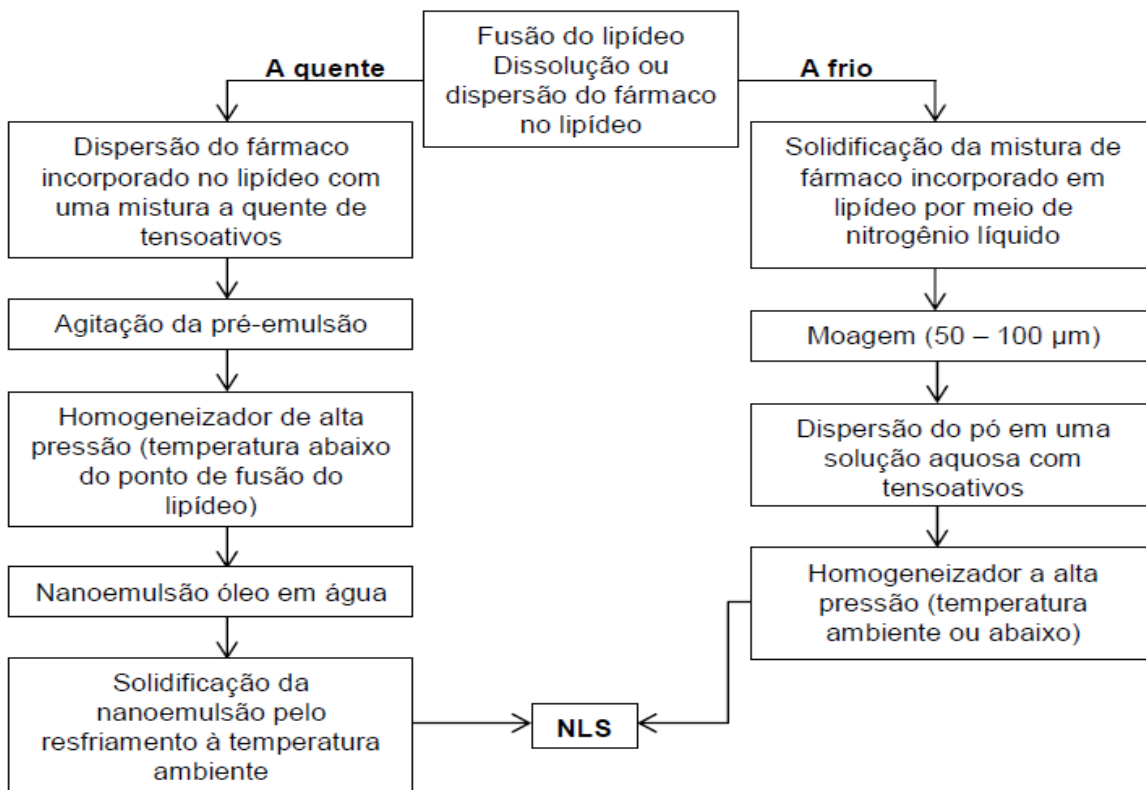 Fusão do lipídeo
Dissolução ou
dispersão do fármaco
no lipídeo
A quente
A frio
Dispersão do fármaco
incorporado no lipídeo com
uma mistura a quente de
tensoativos
Agitação da pré-emulsão
Homogeneizador de alta
pressão (temperatura abaixo
do ponto de fusão do
lipídeo)
Nanoemulsão óleo em água
Solidificação da
nanoemulsão pelo
resfriamento à temperatura
ambiente
Solidificação da mistura de
fármaco incorporado em
lipídeo por meio de
nitrogênio líquido
Moagem (50 – 100 µm)
Dispersão do pó em uma
solução aquosa com
tensoativos
Homogeneizador a alta
pressão (temperatura
ambiente ou abaixo)
NLS